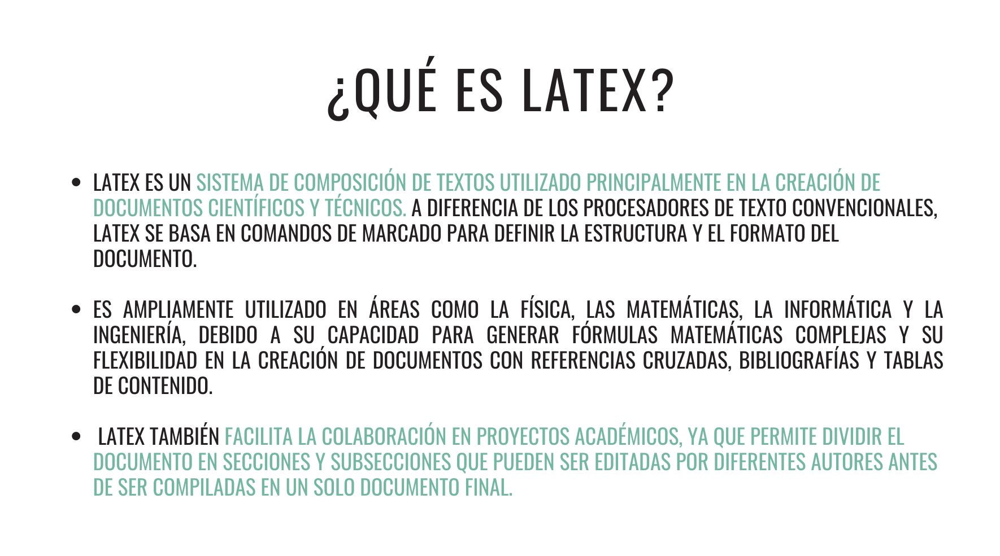 ¿QUÉ ES LATEX?
• LATEX ES UN SISTEMA DE COMPOSICIÓN DE TEXTOS UTILIZADO PRINCIPALMENTE EN LA CREACIÓN DE
DOCUMENTOS CIENTÍFICOS Y TÉCNICOS. A DIFERENCIA DE LOS PROCESADORES DE TEXTO CONVENCIONALES,
LATEX SE BASA EN COMANDOS DE MARCADO PARA DEFINIR LA ESTRUCTURA Y EL FORMATO DEL
DOCUMENTO.
• ES AMPLIAMENTE UTILIZADO EN ÁREAS COMO LA FÍSICA, LAS MATEMÁTICAS, LA INFORMÁTICA Y LA
INGENIERÍA, DEBIDO A SU CAPACIDAD PARA GENERAR FÓRMULAS MATEMÁTICAS COMPLEJAS Y SU
FLEXIBILIDAD EN LA CREACIÓN DE DOCUMENTOS CON REFERENCIAS CRUZADAS, BIBLIOGRAFÍAS Y TABLAS
DE CONTENIDO.
• LATEX TAMBIÉN FACILITA LA COLABORACIÓN EN PROYECTOS ACADÉMICOS, YA QUE PERMITE DIVIDIR EL
DOCUMENTO EN SECCIONES Y SUBSECCIONES QUE PUEDEN SER EDITADAS POR DIFERENTES AUTORES ANTES
DE SER COMPILADAS EN UN SOLO DOCUMENTO FINAL.